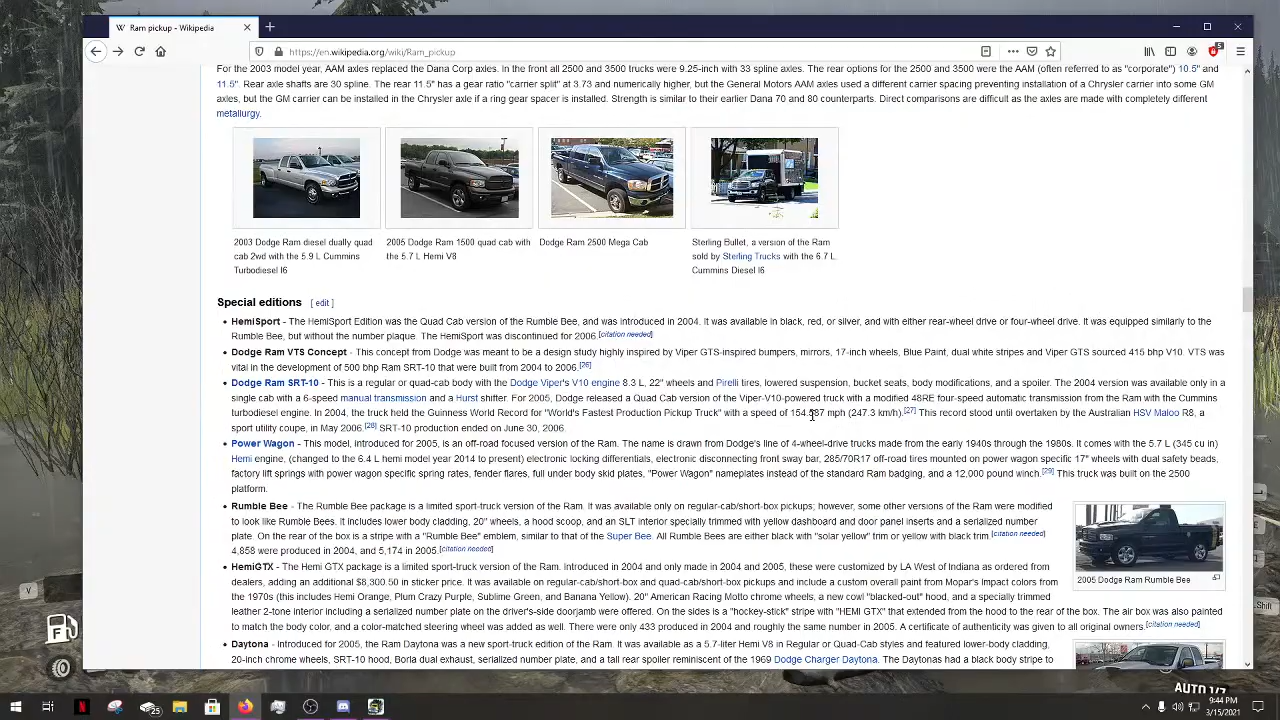 Ram pickup - Wikipedia
https://en.wikipedia.org/wiki/Ram_pickup
For the 2003 model year, AAM axles replaced the Dana Corp axles. In the front all 2500 and 3500 trucks were 9.25-inch with 33 spline axles. The rear options for the 2500 and 3500 were the AAM (often referred to as "corporate") 10.5" and
11.5" Rear axle shafts are 30 spline. The rear 11.5" has a gear ratio "carrier split" at 3.73 and numerically higher, but the General Motors AAM axles used a different carrier spacing preventing installation of a Chrysler carrier into some GM
axles, but the GM carrier can be installed in the Chrysler axle if a ring gear spacer is installed. Strength is similar to their earlier Dana 70 and 80 counterparts. Direct comparisons are difficult as the axles are made with completely different
metallurgy.
2003 Dodge Ram diesel dually quad
cab 2wd with the 5.9 L Cummins
Turbodiesel I6
2005 Dodge Ram 1500 quad cab with
the 5.7 L Hemi V8
Dodge Ram 2500 Mega Cab
Sterling Bullet, a version of the Ram
sold by Sterling Trucks with the 6.7 L
Cummins Diesel I6
Special editions [ edit ]
• HemiSport - The HemiSport Edition was the Quad Cab version of the Rumble Bee, and was introduced in 2004. It was available in black, red, or silver, and with either rear-wheel drive or four-wheel drive. It was equipped similarly to the
Rumble Bee, but without the number plaque. The HemiSport was discontinued for 2006.[citation needed]
• Dodge Ram VTS Concept - This concept from Dodge was meant to be a design study highly inspired by Viper GTS-inspired bumpers, mirrors, 17-inch wheels, Blue Paint, dual white stripes and Viper GTS sourced 415 bhp V10. VTS was
vital in the development of 500 bhp Ram SRT-10 that were built from 2004 to 2006.[26]
• Dodge Ram SRT-10 - This is a regular or quad-cab body with the Dodge Viper's V10 engine 8.3 L, 22" wheels and Pirelli tires, lowered suspension, bucket seats, body modifications, and a spoiler. The 2004 version was available only in a
single cab with a 6-speed manual transmission and a Hurst shifter. For 2005, Dodge released a Quad Cab version of the Viper-V10-powered truck with a modified 48RE four-speed automatic transmission from the Ram with the Cummins
turbodiesel engine. In 2004, the truck held the Guinness World Record for "World's Fastest Production Pickup Truck" with a speed of 154.587 mph (247.3 km/h).[27] This record stood until overtaken by the Australian HSV Maloo R8, a
sport utility coupe, in May 2006.[28] SRT-10 production ended on June 30, 2006.
• Power Wagon - This model, introduced for 2005, is an off-road focused version of the Ram. The name is drawn from Dodge's line of 4-wheel-drive trucks made from the early 1940s through the 1980s. It comes with the 5.7 L (345 cu in)
Hemi engine, (changed to the 6.4 L hemi model year 2014 to present) electronic locking differentials, electronic disconnecting front sway bar, 285/70R17 off-road tires mounted on power wagon specific 17" wheels with dual safety beads,
factory lift springs with power wagon specific spring rates, fender flares, full under body skid plates, "Power Wagon" nameplates instead of the standard Ram badging, and a 12,000 pound winch.[29] This truck was built on the 2500
platform.
• Rumble Bee - The Rumble Bee package is a limited sport-truck version of the Ram. It was available only on regular-cab/short-box pickups; however, some other versions of the Ram were modified
to look like Rumble Bees. It includes lower body cladding, 20" wheels, a hood scoop, and an SLT interior specially trimmed with yellow dashboard and door panel inserts and a serialized number
plate. On the rear of the box is a stripe with a "Rumble Bee" emblem, similar to that of the Super Bee. All Rumble Bees are either black with "solar yellow" trim or yellow with black trim.[citation needed]
4,858 were produced in 2004, and 5,174 in 2005.[citation needed]
2005 Dodge Ram Rumble Bee
• HemiGTX - The Hemi GTX package is a limited sport-truck version of the Ram. Introduced in 2004 and only made in 2004 and 2005, these were customized by LA West of Indiana as ordered from
dealers, adding an additional $8,300.50 in sticker price. It was available on regular-cab/short-box and quad-cab/short-box pickups and include a custom overall paint from Mopar's Impact colors from
the 1970s (this includes Hemi Orange, Plum Crazy Purple, Sublime Green, and Banana Yellow). 20" American Racing Motto chrome wheels, a new cowl "blacked-out" hood, and a specially trimmed
leather 2-tone interior including a serialized number plate on the driver's-side doorjamb were offered. On the sides is a "hockey-stick" stripe with "HEMI GTX" that extended from the hood to the rear of the box. The air box was also painted
to match the body color, and a color-matched steering wheel was added as well. There were only 433 produced in 2004 and roughly the same number in 2005. A certificate of authenticity was given to all original owners.[citation needed]
• Daytona - Introduced for 2005, the Ram Daytona was a new sport-truck edition of the Ram. It was available as a 5.7-liter Hemi V8 in Regular or Quad-Cab styles and featured lower-body cladding,
20-inch chrome wheels, SRT-10 hood, Borla dual exhaust, serialized number plate, and a tall rear spoiler reminiscent of the 1969 Dodge Charger Daytona. The Daytonas had a black body stripe to
V
F
Shift
AUTO 1/7
9:44 PM
3/15/2021